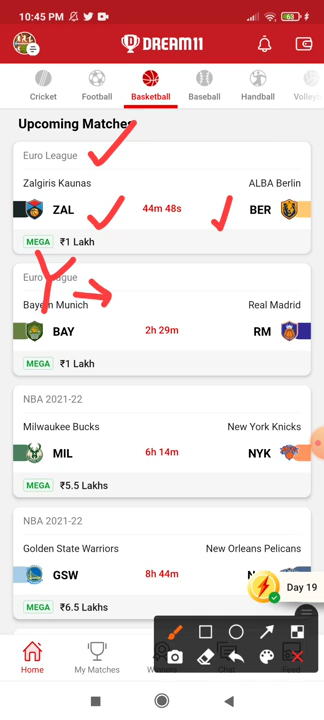 10:45 PM
63
DREAM11
Cricket Football Basketball Baseball Handball
Upcoming Matches
Euro League
Zalgiris Kaunas ALBA Berlin
ZAL 44m 48s BER
MEGA ₹1 Lakh
Euro League
Bayern Munich Real Madrid
BAY 2h 29m RM
MEGA ₹1 Lakh
NBA 2021-22
Milwaukee Bucks New York Knicks
MIL 6h 14m NYK
MEGA ₹5.5 Lakhs
NBA 2021-22
Golden State Warriors New Orleans Pelicans
GSW 8h 44m
Day 19
MEGA ₹6.5 Lakhs
Home My Matches Winners Chat Feed